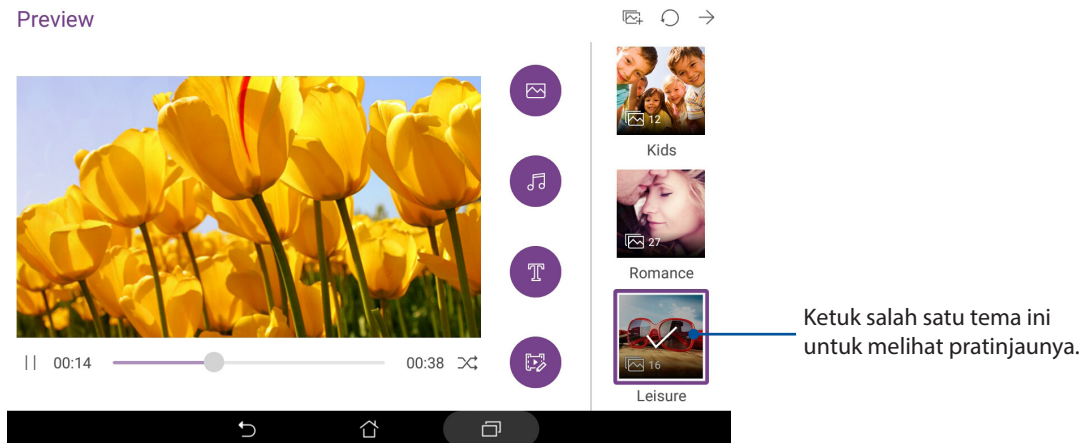 Preview
12
Kids
27
Romance
16
Leisure
00:14
00:38
T
Ketuk salah satu tema ini
untuk melihat pratinjaunya.